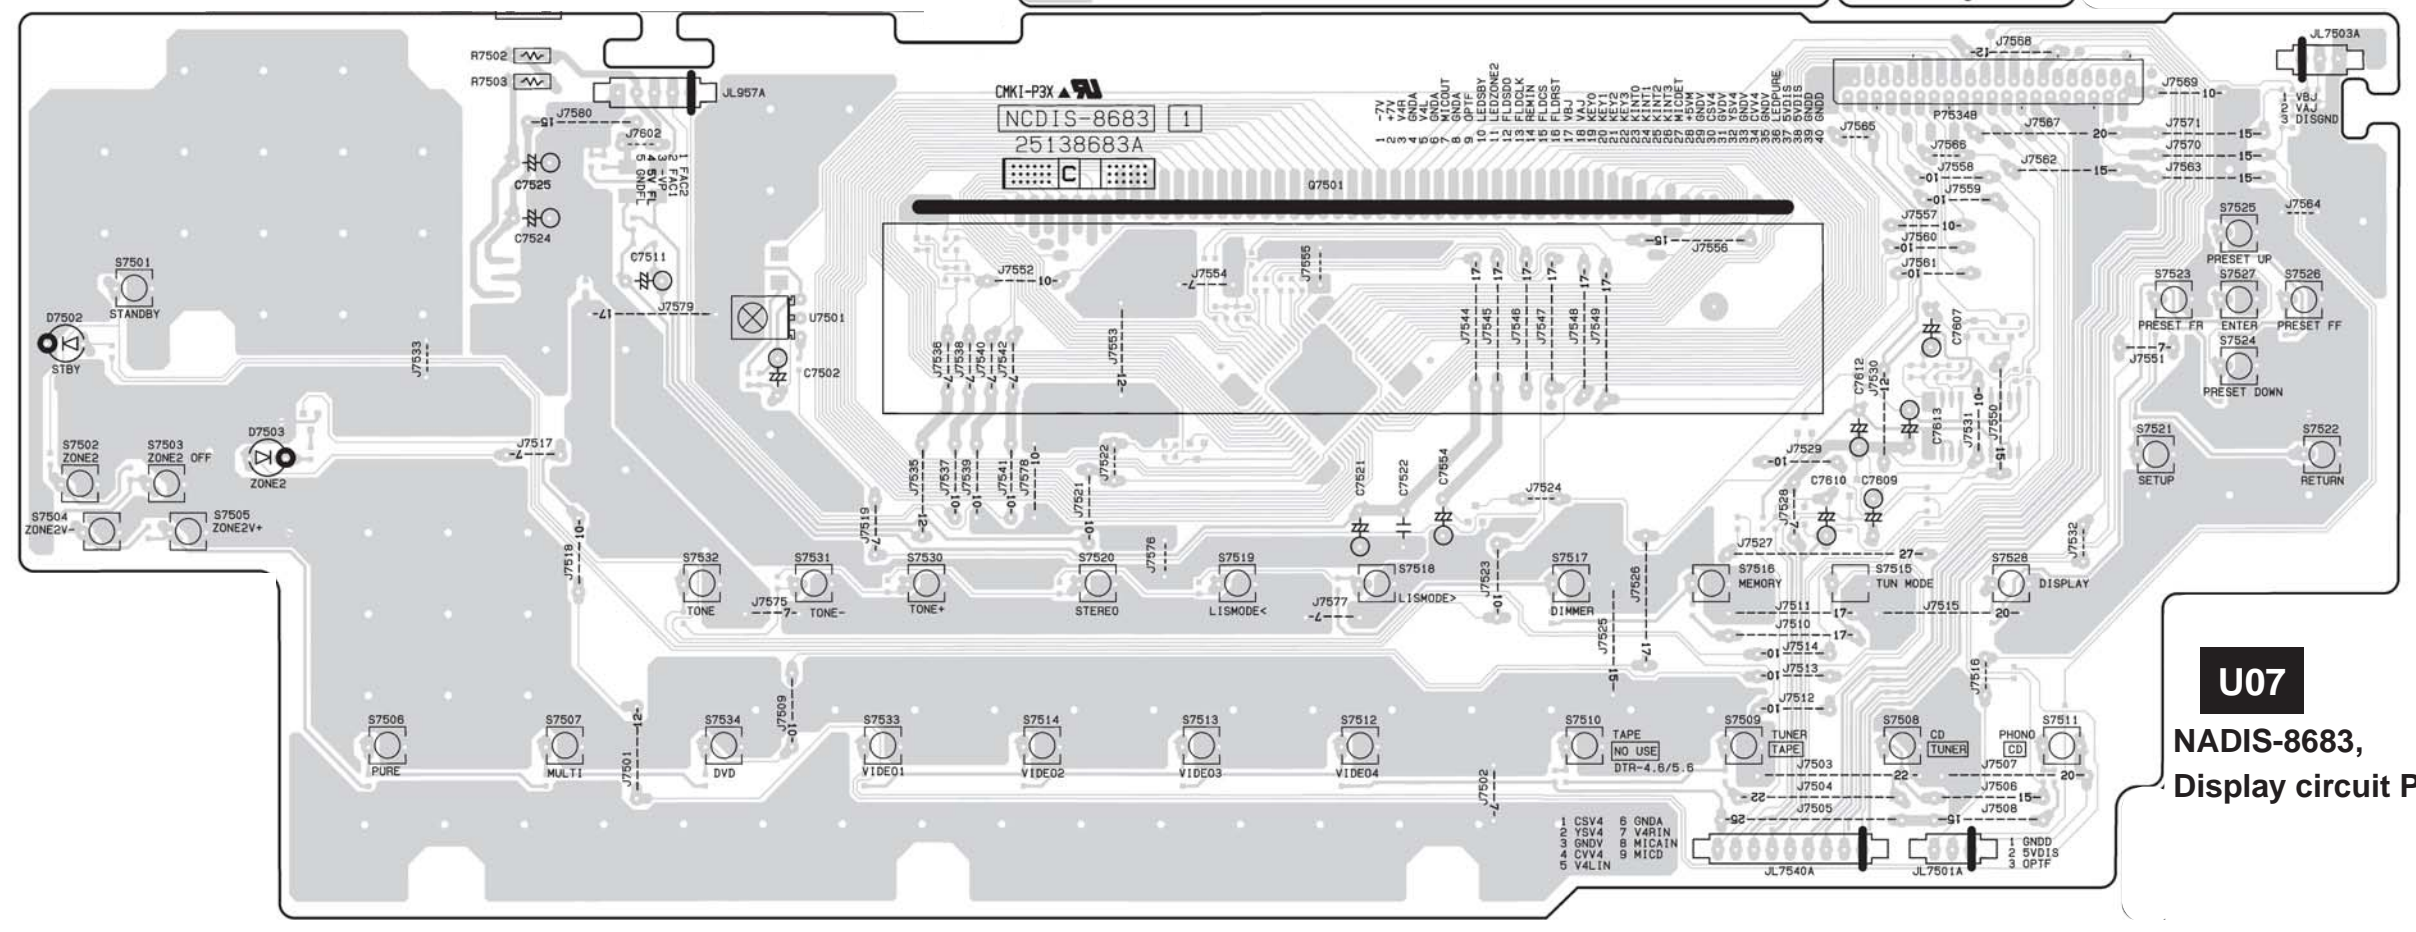 R7502
R7503
JL957A
J7580
J7602
1 FAC2
2 FAC1
3 -VP
4 5V FL
5 GNDFL
C7525
C7524
C7511
J7579
CMKI-P3X
NCDIS-8683 1
25138683A
C
Q7501
1 -7V
2 +7V
3 V4R
4 GNDA
5 V4L
6 GNDA
7 MICOUT
8 GNDA
9 OPTF
10 LEDSBY
11 LEDZONE2
12 FLDSDO
13 FLDCLK
14 REMIN
15 FLDCS
16 FLDRST
17 VBJ
18 VAJ
19 KEY0
20 KEY1
21 KEY2
22 KEY3
23 KINT0
24 KINT1
25 KINT2
26 KINT3
27 MICDET
28 +5VM
29 GNDV
30 CSV4
31 GVDV
32 YSV4
33 GNDV
34 CVV4
35 GNDV
36 LEDPURE
37 5VDIS
38 5VDIS
39 GNDD
40 GNDD
J7568
P7534B
JL7503A
1 VBJ
2 VAJ
3 DISGND
J7569
J7565
J7567
J7571
J7566
J7562
J7570
J7558
J7563
J7559
J7557
J7560
J7561
J7564
S7525
PRESET UP
S7523
PRESET FR
S7527
ENTER
S7526
PRESET FF
S7524
PRESET DOWN
J7551
S7521
SETUP
S7522
RETURN
S7501
STANDBY
D7502
STBY
J7533
U7501
C7502
J7552
J7554
J7555
J7556
J7553
J7536
J7538
J7540
J7542
J7544
J7545
J7546
J7547
J7548
J7549
C7607
C7612
J7530
C7613
J7531
J7550
S7502
ZONE2
S7503
ZONE2 OFF
D7503
ZONE2
J7517
S7504
ZONE2V-
S7505
ZONE2V+
J7518
J7519
J7535
J7537
J7539
J7541
J7578
J7521
J7522
C7521
C7522
C7554
J7524
J7529
J7528
C7610
C7609
J7527
J7532
S7532
TONE
J7575
S7531
TONE-
S7530
TONE+
S7520
STEREO
J7576
S7519
LISMODE<
J7577
S7518
LISMODE>
J7523
S7517
DIMMER
J7525
J7526
S7516
MEMORY
S7515
TUN MODE
S7528
DISPLAY
J7511
J7515
J7510
J7514
J7513
J7512
J7516
S7506
PURE
S7507
MULTI
J7501
S7534
DVD
J7509
S7533
VIDEO1
S7514
VIDEO2
S7513
VIDEO3
S7512
VIDEO4
J7502
S7510
TAPE
NO USE
DTR-4.6/5.6
S7509
TUNER
TAPE
S7508
CD
TUNER
S7511
PHONO
CD
J7503
J7507
J7504
J7506
J7505
J7508
1 CSV4 6 GNDA
2 YSV4 7 V4RIN
3 GNDV 8 MICAIN
4 CVV4 9 MICD
5 V4LIN
JL7540A
JL7501A
1 GNDD
2 5VDIS
3 OPTF
U07
NADIS-8683,
Display circuit P